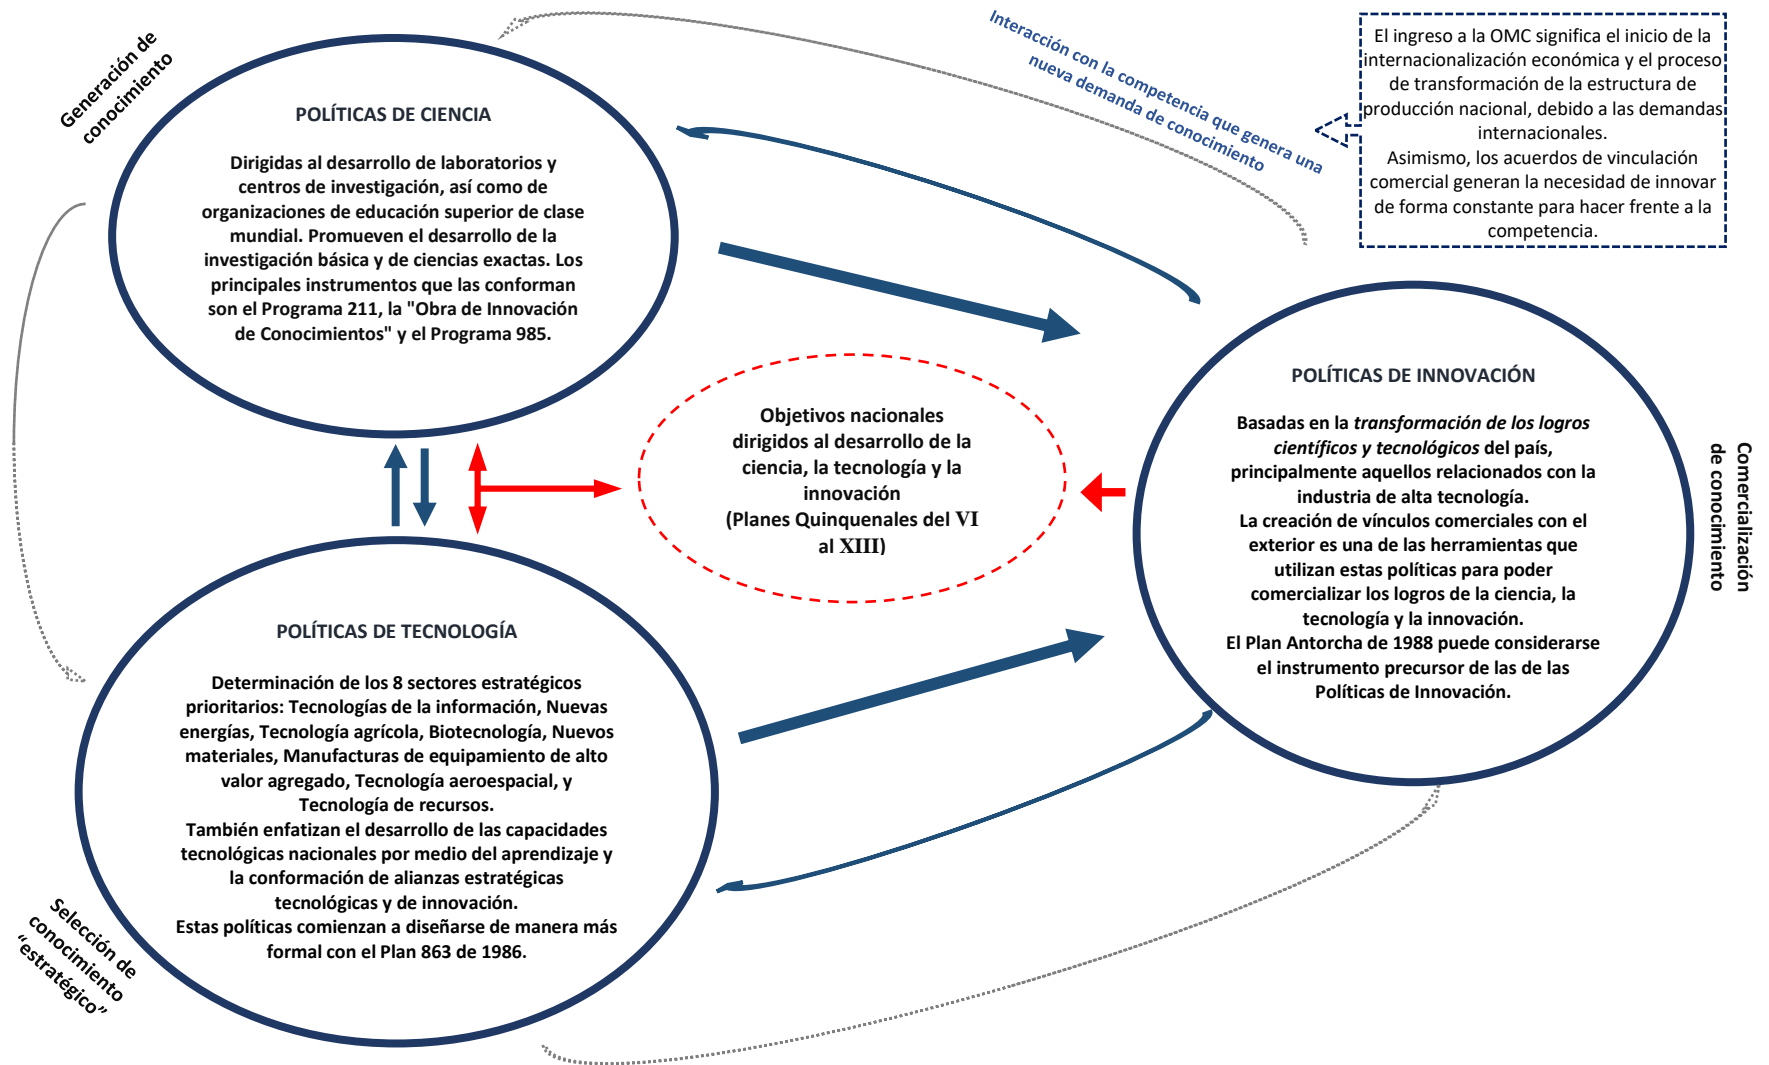 Generación de
conocimiento
POLÍTICAS DE CIENCIA
Dirigidas al desarrollo de laboratorios y
centros de investigación, así como de
organizaciones de educación superior de clase
mundial. Promueven el desarrollo de la
investigación básica y de ciencias exactas. Los
principales instrumentos que las conforman
son el Programa 211, la "Obra de Innovación
de Conocimientos" y el Programa 985.
Interacción con la competencia que genera una
nueva demanda de conocimiento
El ingreso a la OMC significa el inicio de la
internacionalización económica y el proceso
de transformación de la estructura de
producción nacional, debido a las demandas
internacionales.
Asimismo, los acuerdos de vinculación
comercial generan la necesidad de innovar
de forma constante para hacer frente a la
competencia.
Objetivos nacionales
dirigidos al desarrollo de la
ciencia, la tecnología y la
innovación
(Planes Quinquenales del VI
al XIII)
POLÍTICAS DE INNOVACIÓN
Basadas en la transformación de los logros
científicos y tecnológicos del país,
principalmente aquellos relacionados con la
industria de alta tecnología.
La creación de vínculos comerciales con el
exterior es una de las herramientas que
utilizan estas políticas para poder
comercializar los logros de la ciencia, la
tecnología y la innovación.
El Plan Antorcha de 1988 puede considerarse
el instrumento precursor de las de las
Políticas de Innovación.
Comercialización
de conocimiento
POLÍTICAS DE TECNOLOGÍA
Determinación de los 8 sectores estratégicos
prioritarios: Tecnologías de la información, Nuevas
energías, Tecnología agrícola, Biotecnología, Nuevos
materiales, Manufacturas de equipamiento de alto
valor agregado, Tecnología aeroespacial, y
Tecnología de recursos.
También enfatizan el desarrollo de las capacidades
tecnológicas nacionales por medio del aprendizaje y
la conformación de alianzas estratégicas
tecnológicas y de innovación.
Estas políticas comienzan a diseñarse de manera más
formal con el Plan 863 de 1986.
Selección de
conocimiento
“estratégico”